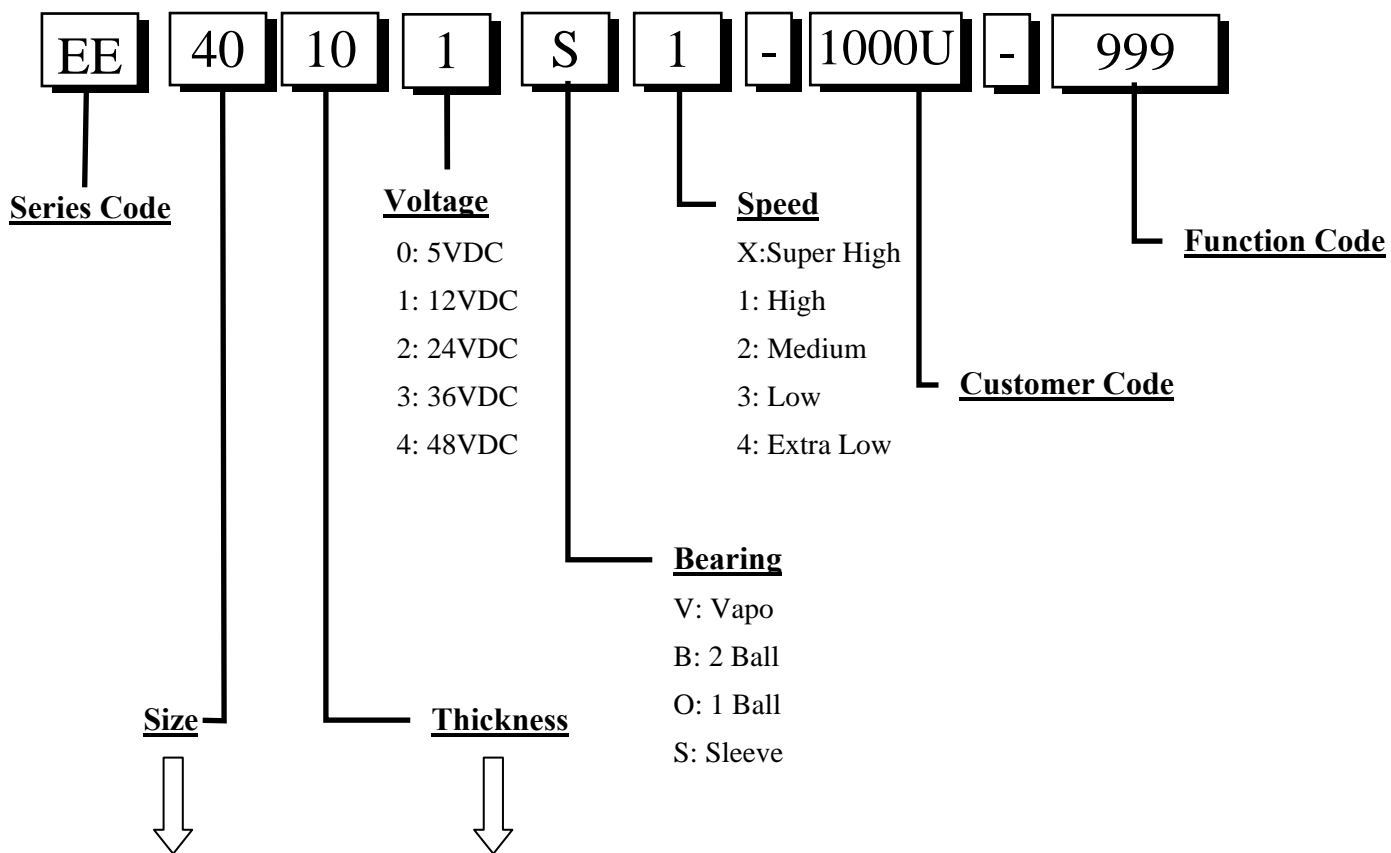 EE 40 10 1 S 1 - 1000U - 999
Series Code
Voltage
0: 5VDC
1: 12VDC
2: 24VDC
3: 36VDC
4: 48VDC
Speed
X:Super High
1: High
2: Medium
3: Low
4: Extra Low
Function Code
Customer Code
Bearing
V: Vapo
B: 2 Ball
O: 1 Ball
S: Sleeve
Size
Thickness